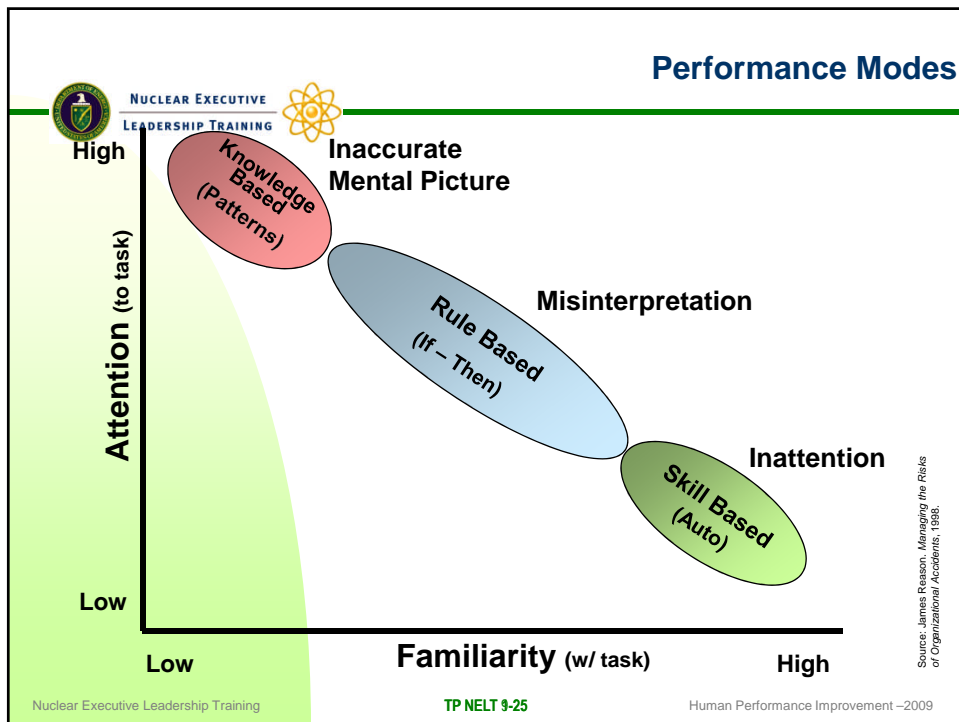 Performance Modes
NUCLEAR EXECUTIVE
LEADERSHIP TRAINING
High
Knowledge
Based
(Patterns)
Inaccurate
Mental Picture
Attention (to task)
Rule Based
(If – Then)
Misinterpretation
Skill Based
(Auto)
Inattention
Low
Low
Familiarity (w/ task)
High
Source: James Reason. Managing the Risks
of Organizational Accidents, 1998.
Nuclear Executive Leadership Training
TP NELT 9-25
Human Performance Improvement –2009